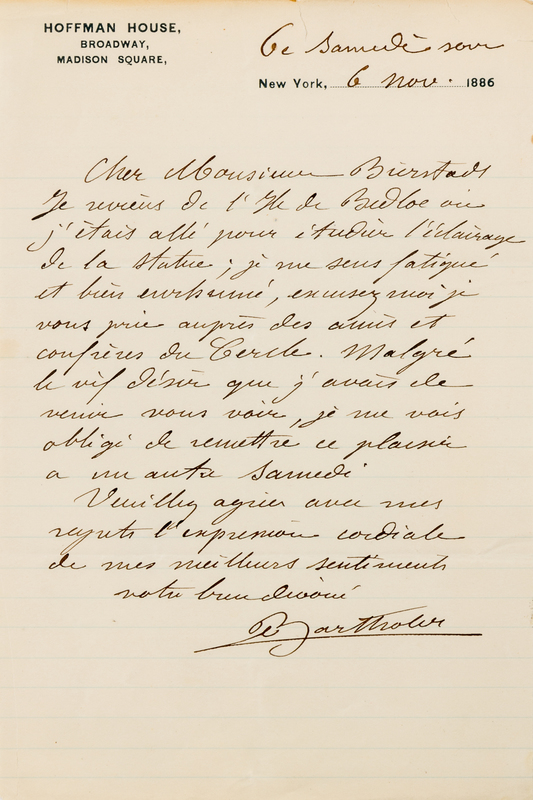 HOFFMAN HOUSE,
BROADWAY,
MADISON SQUARE,
Ce Samedi soir
New York, 6 nov. 1886
Cher Monsieur Bierstadt
Je reviens de l'Ile de Bedloe où
j'étais allé pour étudier l'éclairage
de la statue ; je me sens fatigué
et bien enrhumé, excusez moi je
vous prie auprès des amis et
confrères du Cercle. Malgré
le vif désir que j'avais de
venir vous voir, je me vois
obligé de remettre ce plaisir
a un autre Samedi
Veuillez agréer avec mes
regrets l'expression cordiale
de mes meilleurs sentiments
votre bien dévoué
Bartholdi